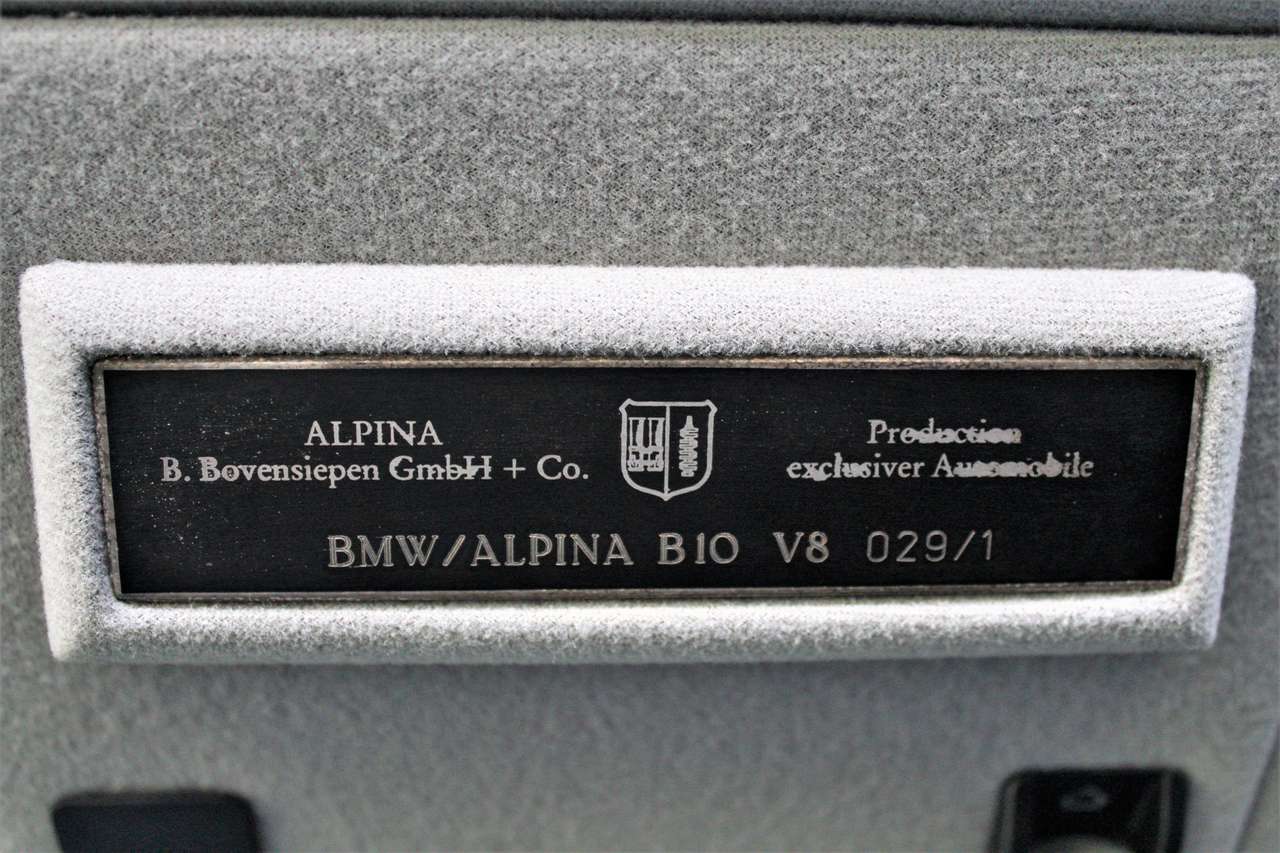 ALPINA
B. Bovensiepen GmbH + Co.
Production
exclusiver Automobile
BMW/ALPINA B10 V8 029/1